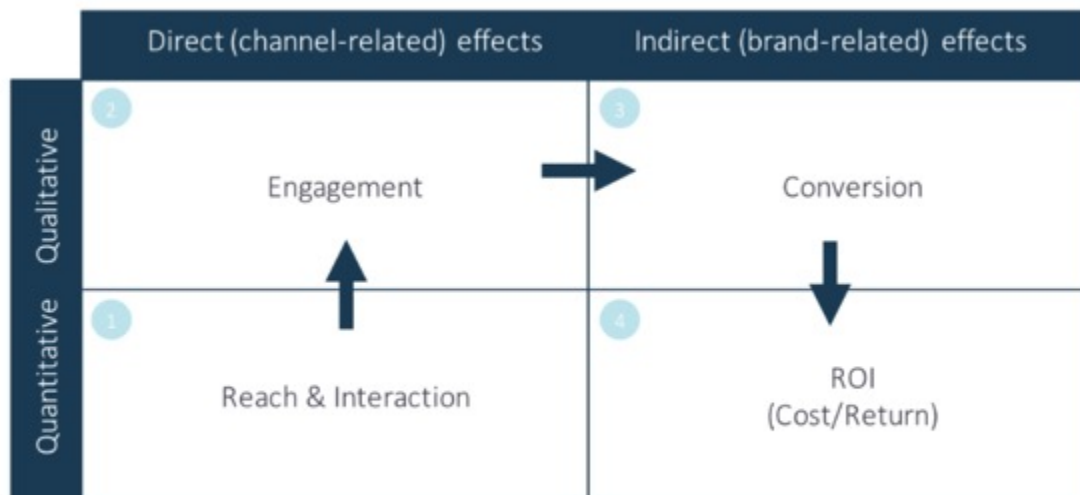 Direct (channel-related) effects
Indirect (brand-related) effects
Qualitative
2
Engagement
3
Conversion
Quantitative
1
Reach & Interaction
4
ROI
(Cost/Return)